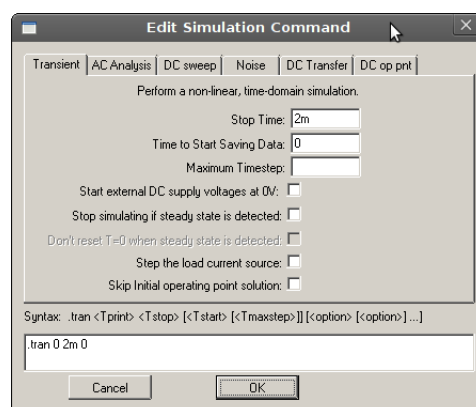 Edit Simulation Command
Transient AC Analysis DC sweep Noise DC Transfer DC op pnt
Perform a non-linear, time-domain simulation.
Stop Time: 2m
Time to Start Saving Data: 0
Maximum Timestep:
Start external DC supply voltages at 0V:
Stop simulating if steady state is detected:
Don't reset T=0 when steady state is detected:
Step the load current source:
Skip Initial operating point solution:
Syntax: .tran <Tprint> <Tstop> [<Tstart> [<Tmaxstep>]] [<option> [<option>] ...]
.tran 0 2m 0
Cancel OK